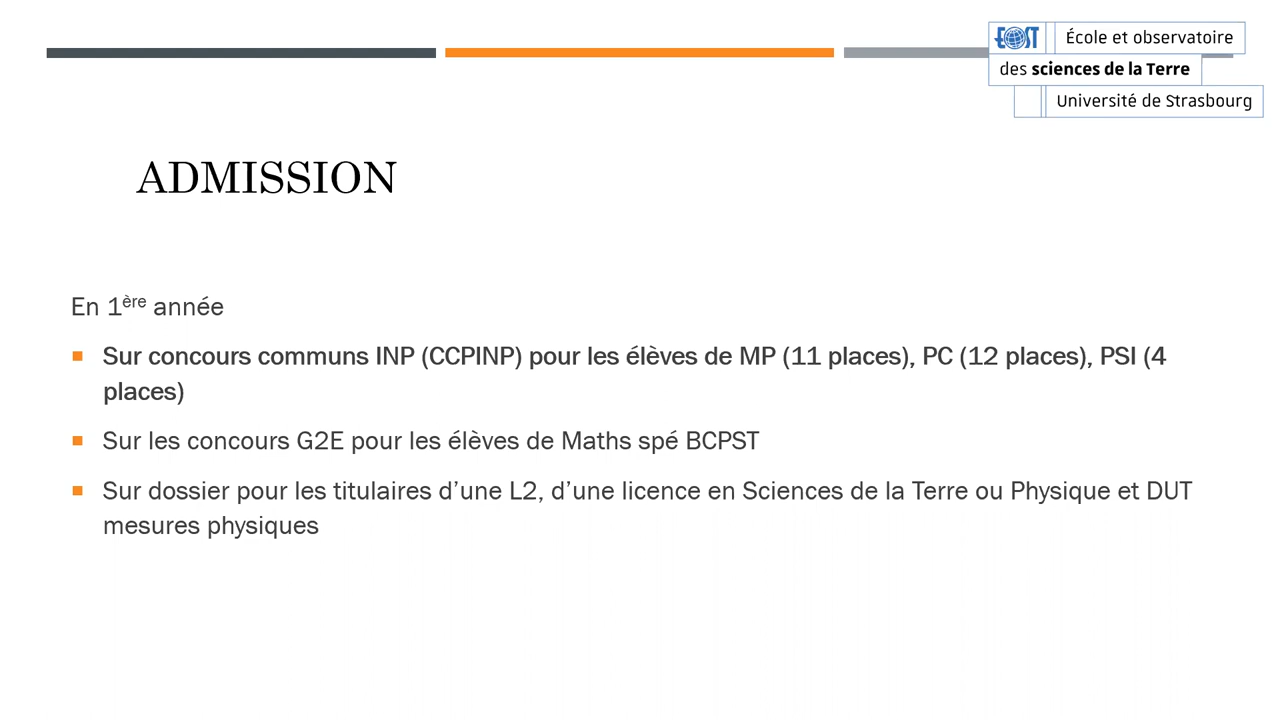 EOST
École et observatoire
des sciences de la Terre
Université de Strasbourg
ADMISSION
En 1ère année
Sur concours communs INP (CCPINP) pour les élèves de MP (11 places), PC (12 places), PSI (4
places)
Sur les concours G2E pour les élèves de Maths spé BCPST
Sur dossier pour les titulaires d’une L2, d’une licence en Sciences de la Terre ou Physique et DUT
mesures physiques